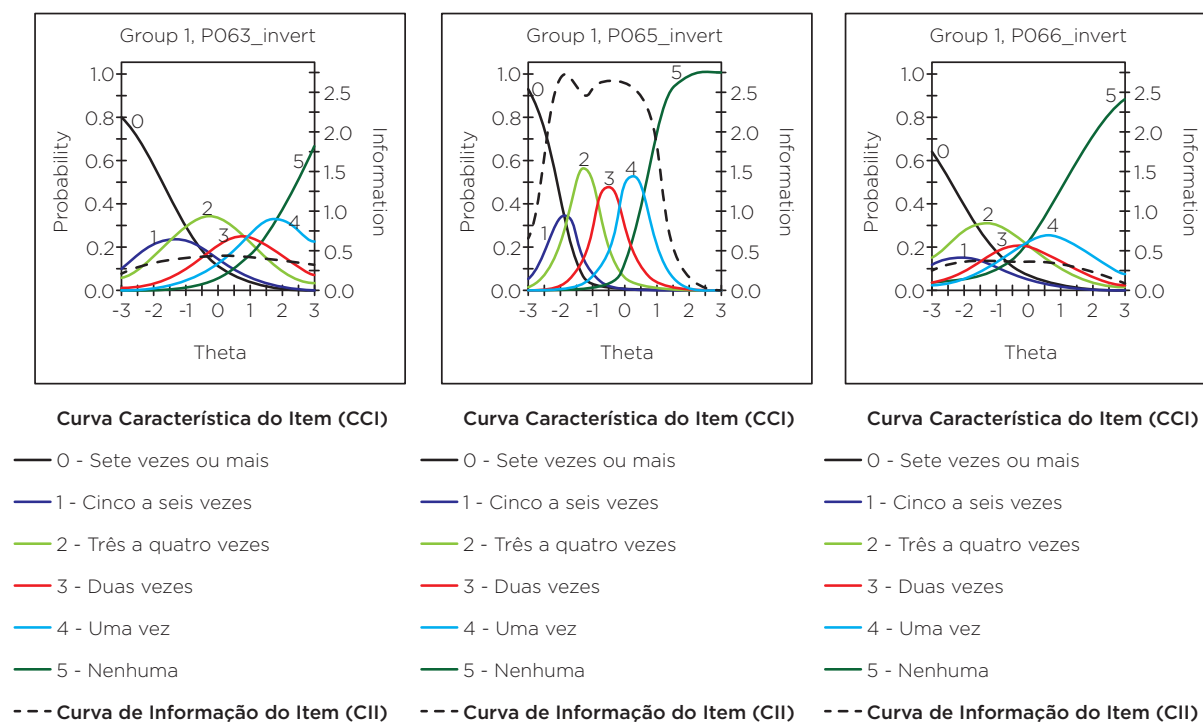 Group 1, P063_invert
1.0
0.8
0.6
0.4
0.2
0.0
Probability
2.5
2.0
1.5
1.0
0.5
0.0
Information
0
1
2
3
4
5
-3 -2 -1 0 1 2 3
Theta
Group 1, P065_invert
1.0
0.8
0.6
0.4
0.2
0.0
Probability
2.5
2.0
1.5
1.0
0.5
0.0
Information
0
1
2
3
4
5
-3 -2 -1 0 1 2 3
Theta
Group 1, P066_invert
1.0
0.8
0.6
0.4
0.2
0.0
Probability
2.5
2.0
1.5
1.0
0.5
0.0
Information
0
1
2
3
4
5
-3 -2 -1 0 1 2 3
Theta
Curva Característica do Item (CCI)
0 - Sete vezes ou mais
1 - Cinco a seis vezes
2 - Três a quatro vezes
3 - Duas vezes
4 - Uma vez
5 - Nenhuma
Curva de Informação do Item (CII)
Curva Característica do Item (CCI)
0 - Sete vezes ou mais
1 - Cinco a seis vezes
2 - Três a quatro vezes
3 - Duas vezes
4 - Uma vez
5 - Nenhuma
Curva de Informação do Item (CII)
Curva Característica do Item (CCI)
0 - Sete vezes ou mais
1 - Cinco a seis vezes
2 - Três a quatro vezes
3 - Duas vezes
4 - Uma vez
5 - Nenhuma
Curva de Informação do Item (CII)